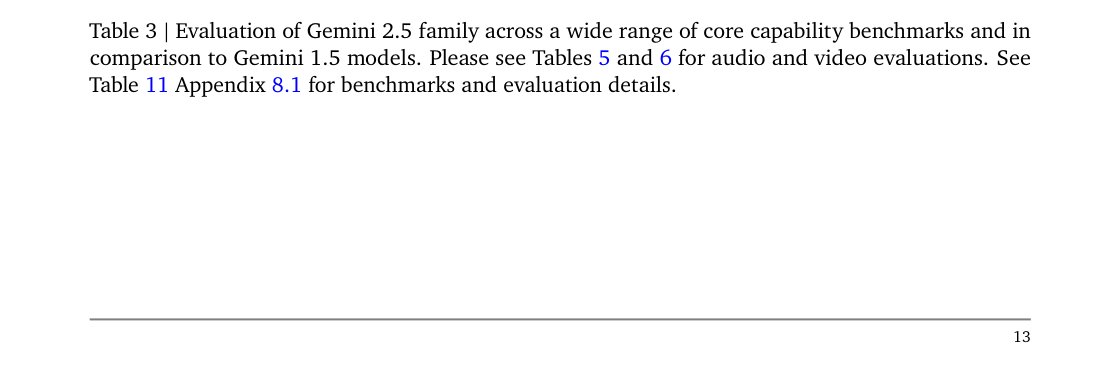 Table 3 | Evaluation of Gemini 2.5 family across a wide range of core capability benchmarks and in
comparison to Gemini 1.5 models. Please see Tables 5 and 6 for audio and video evaluations. See
Table 11 Appendix 8.1 for benchmarks and evaluation details.
13